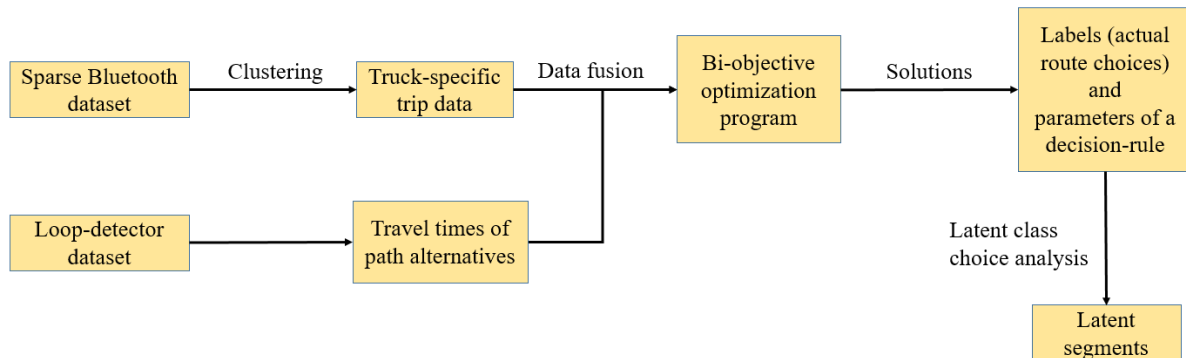 Sparse Bluetooth
dataset
Clustering
Truck-specific
trip data
Data fusion
Bi-objective
optimization
program
Solutions
Labels (actual
route choices)
and
parameters of a
decision-rule
Loop-detector
dataset
Travel times of
path alternatives
Latent class
choice analysis
Latent
segments